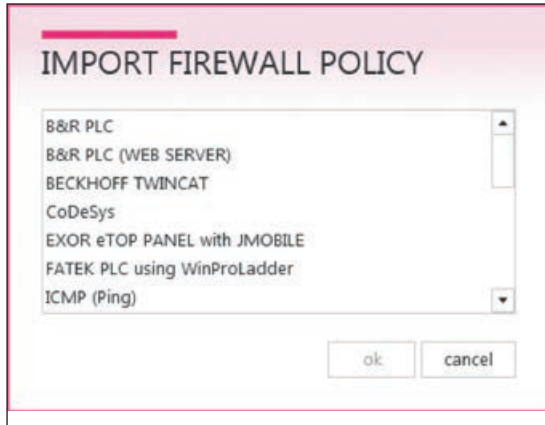 IMPORT FIREWALL POLICY
B&R PLC
B&R PLC (WEB SERVER)
BECKHOFF TWINCAT
CoDeSys
EXOR eTOP PANEL with JMOBILE
FATEK PLC using WinProLadder
ICMP (Ping)
ok cancel